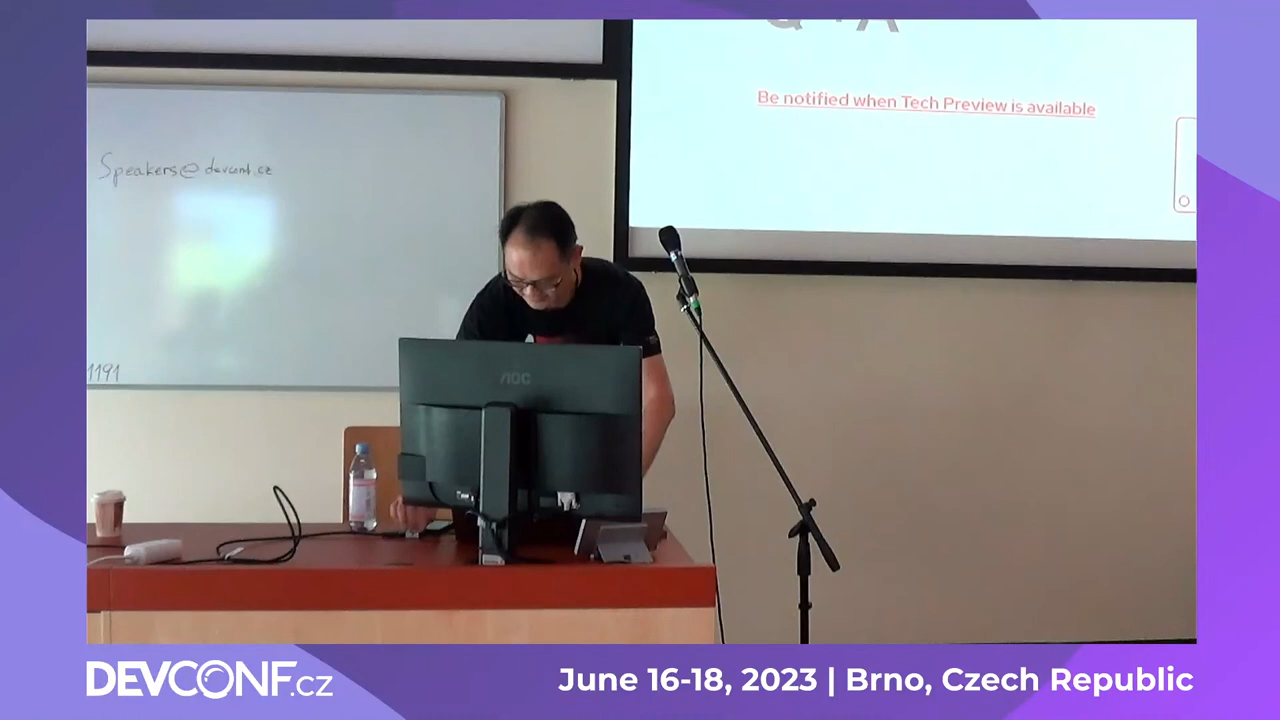 Q + A
Be notified when Tech Preview is available
Speakers@devconf.cz
1191
AOC
DEVCONF.CZ
June 16-18, 2023 | Brno, Czech Republic